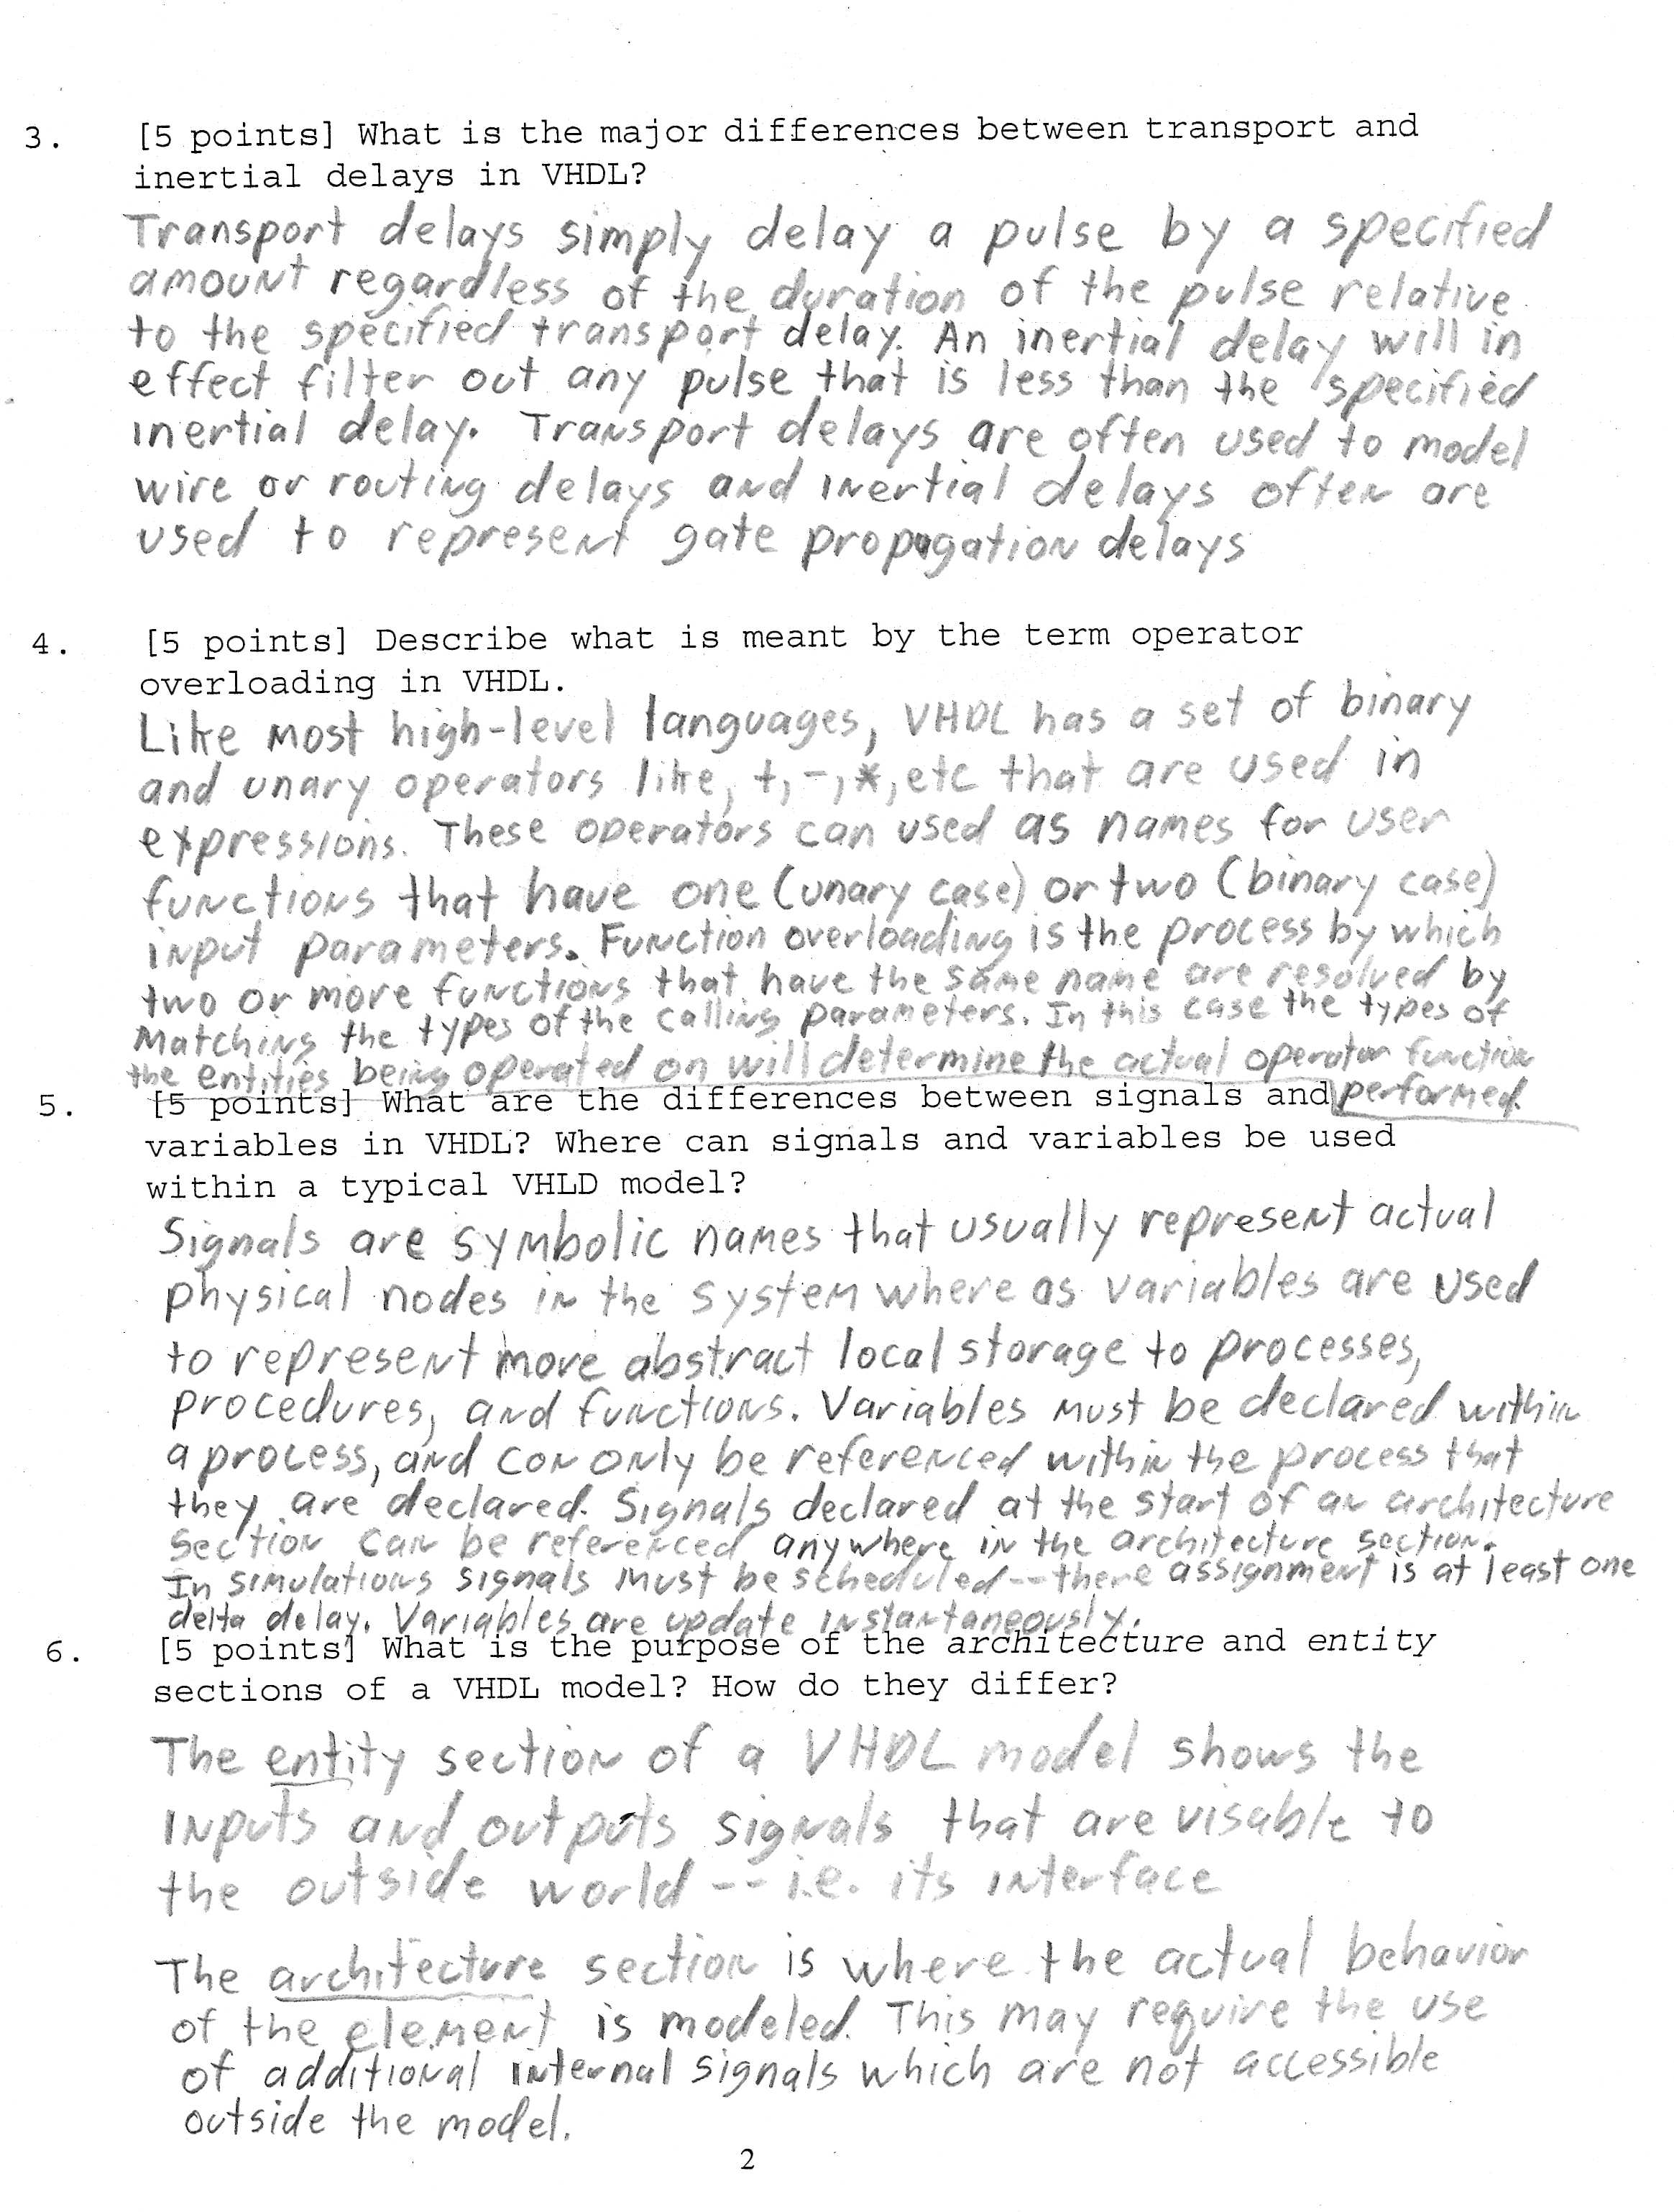 3. [5 points] What is the major differences between transport and
inertial delays in VHDL?
Transport delays simply delay a pulse by a specified
amount regardless of the duration of the pulse relative
to the specified transport delay. An inertial delay will in
effect filter out any pulse that is less than the specified
inertial delay. Transport delays are often used to model
wire or routing delays and inertial delays often are
used to represent gate propagation delays
4. [5 points] Describe what is meant by the term operator
overloading in VHDL.
Like most high-level languages, VHDL has a set of binary
and unary operators like, +, -, *, etc that are used in
expressions. These operators can used as names for user
functions that have one (unary case) or two (binary case)
input parameters. Function overloading is the process by which
two or more functions that have the same name are resolved by
matching the types of the calling parameters. In this case the types of
the entities being operated on will determine the actual operator function
performed.
5. [5 points] What are the differences between signals and
variables in VHDL? Where can signals and variables be used
within a typical VHLD model?
Signals are symbolic names that usually represent actual
physical nodes in the system where as variables are used
to represent more abstract local storage to processes,
procedures, and functions. Variables must be declared within
a process, and can only be referenced within the process that
they are declared. Signals declared at the start of an architecture
section can be referenced anywhere in the architecture section.
In simulations signals must be scheduled -- there assignment is at least one
delta delay. Variables are update instantaneously.
6. [5 points] What is the purpose of the architecture and entity
sections of a VHDL model? How do they differ?
The entity section of a VHDL model shows the
inputs and outputs signals that are visable to
the outside world -- i.e. its interface
The architecture section is where the actual behavior
of the element is modeled. This may require the use
of additional internal signals which are not accessible
outside the model.
2